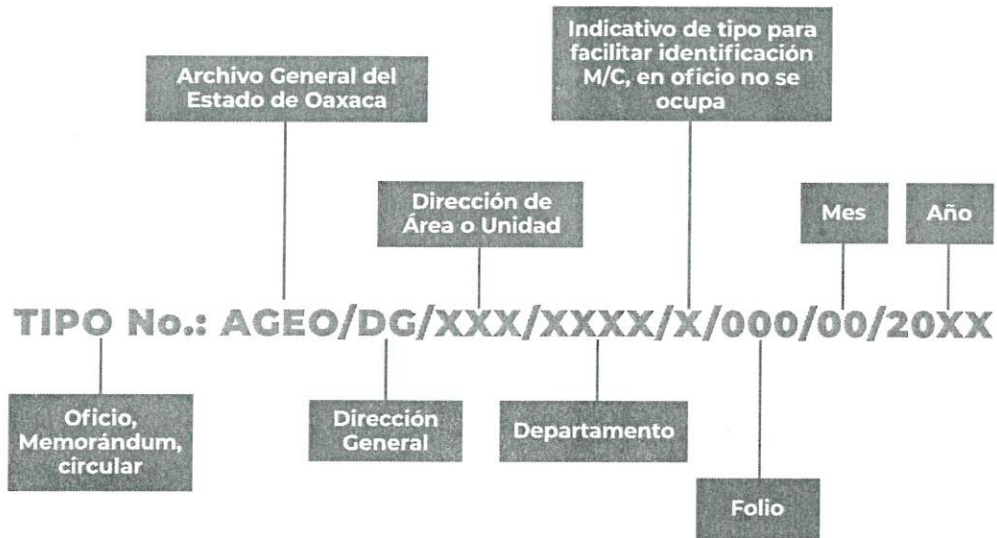 Indicativo de tipo para
facilitar identificación
M/C, en oficio no se
ocupa
Archivo General del
Estado de Oaxaca
Dirección de
Área o Unidad
Mes
Año
TIPO No.: AGEO/DG/XXX/XXXX/X/000/00/20XX
Oficio,
Memorándum,
circular
Dirección
General
Departamento
Folio